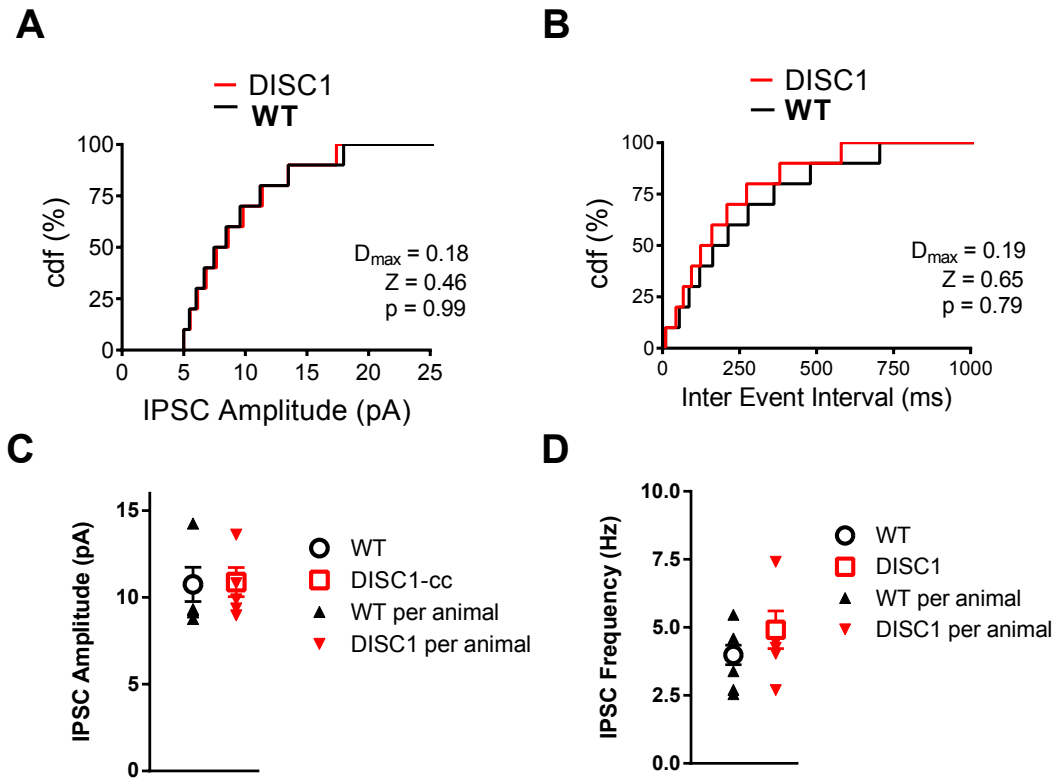 A
DISC1
WT
100
75
50
25
0
cdf (%)
Dmax = 0.18
Z = 0.46
p = 0.99
0 5 10 15 20 25
IPSC Amplitude (pA)
B
DISC1
WT
100
75
50
25
0
cdf (%)
Dmax = 0.19
Z = 0.65
p = 0.79
0 250 500 750 1000
Inter Event Interval (ms)
C
15
10
5
0
IPSC Amplitude (pA)
WT
DISC1-cc
WT per animal
DISC1 per animal
D
10.0
7.5
5.0
2.5
0.0
IPSC Frequency (Hz)
WT
DISC1
WT per animal
DISC1 per animal